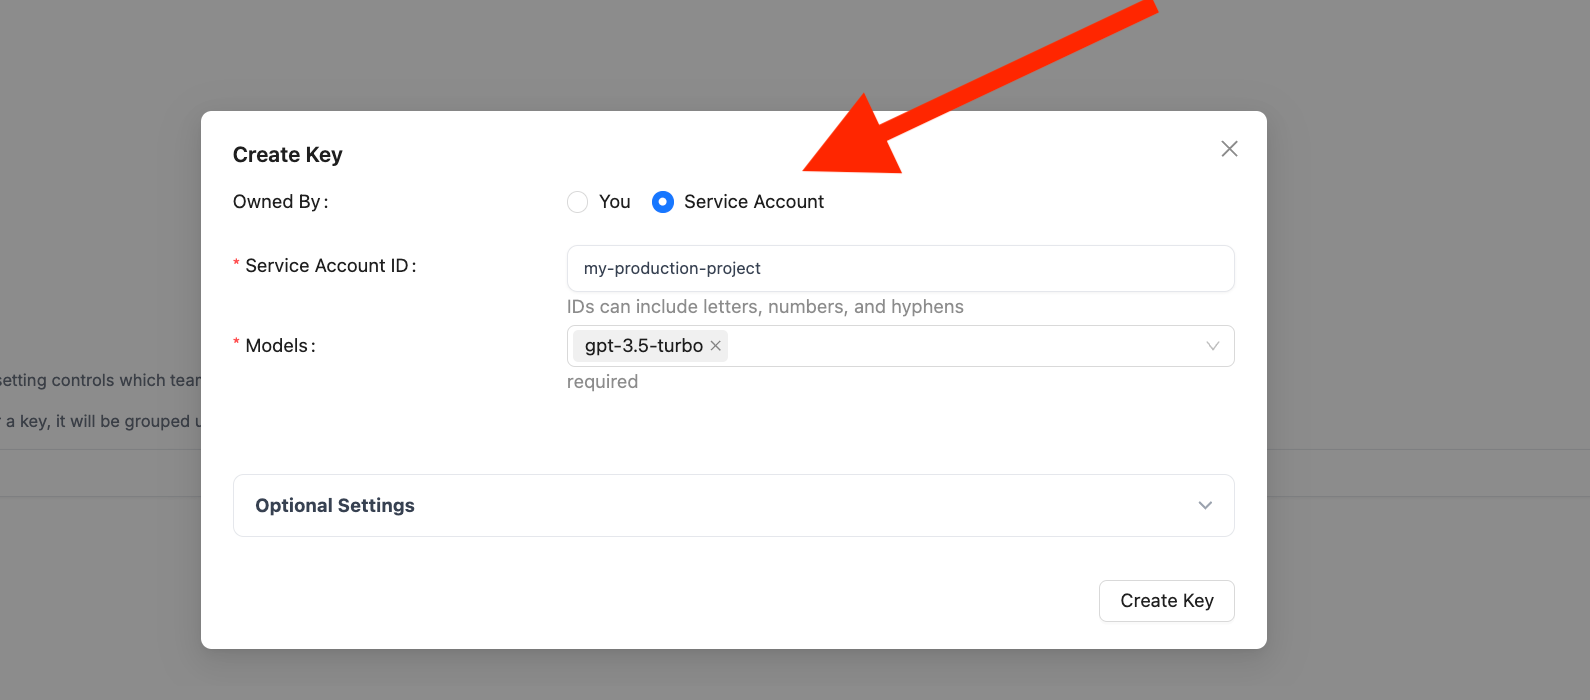 Create Key
Owned By :
You
Service Account
* Service Account ID :
my-production-project
IDs can include letters, numbers, and hyphens
* Models :
gpt-3.5-turbo
required
setting controls which
a key, it will be grouped
Optional Settings
Create Key